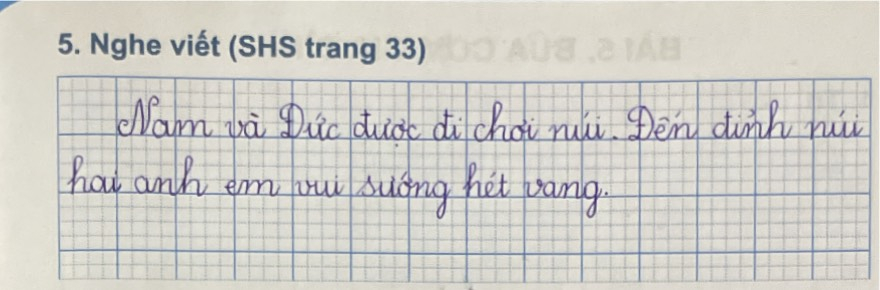 5. Nghe viết (SHS trang 33)
Nam và Đức được đi chơi núi. Đến đỉnh núi
hai anh em vui sướng hét vang.